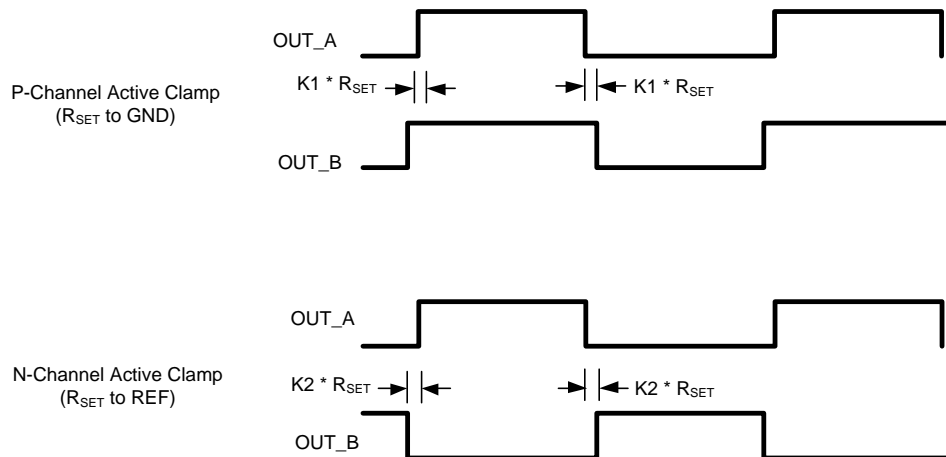 OUT_A
K1 * RSET
K1 * RSET
P-Channel Active Clamp
(RSET to GND)
OUT_B
OUT_A
N-Channel Active Clamp
(RSET to REF)
K2 * RSET
K2 * RSET
OUT_B